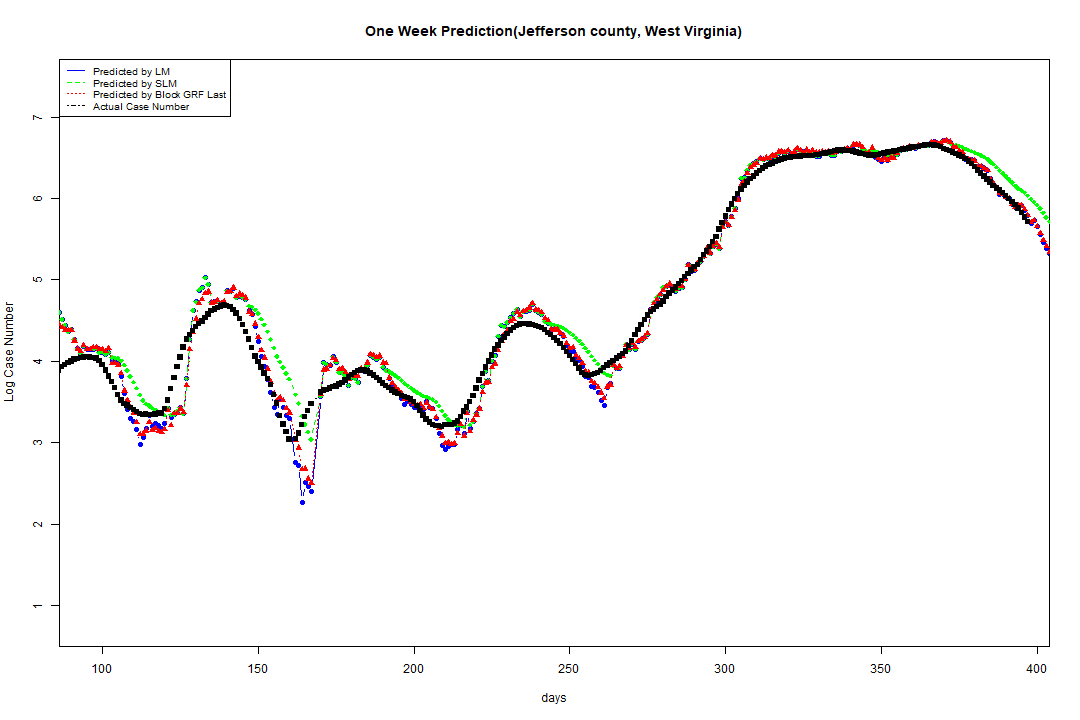 One Week Prediction(Jefferson county, West Virginia)
Predicted by LM
Predicted by SLM
Predicted by Block GRF Last
Actual Case Number
Log Case Number
7
6
5
4
3
2
1
100 150 200 250 300 350 400
days